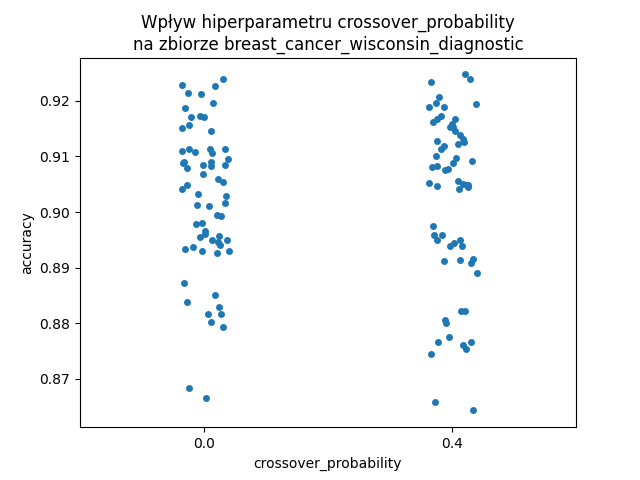 Wpływ hiperparametru crossover_probability
na zbiorze breast_cancer_wisconsin_diagnostic
0.92
0.91
0.90
0.89
0.88
0.87
accuracy
0.0
0.4
crossover_probability